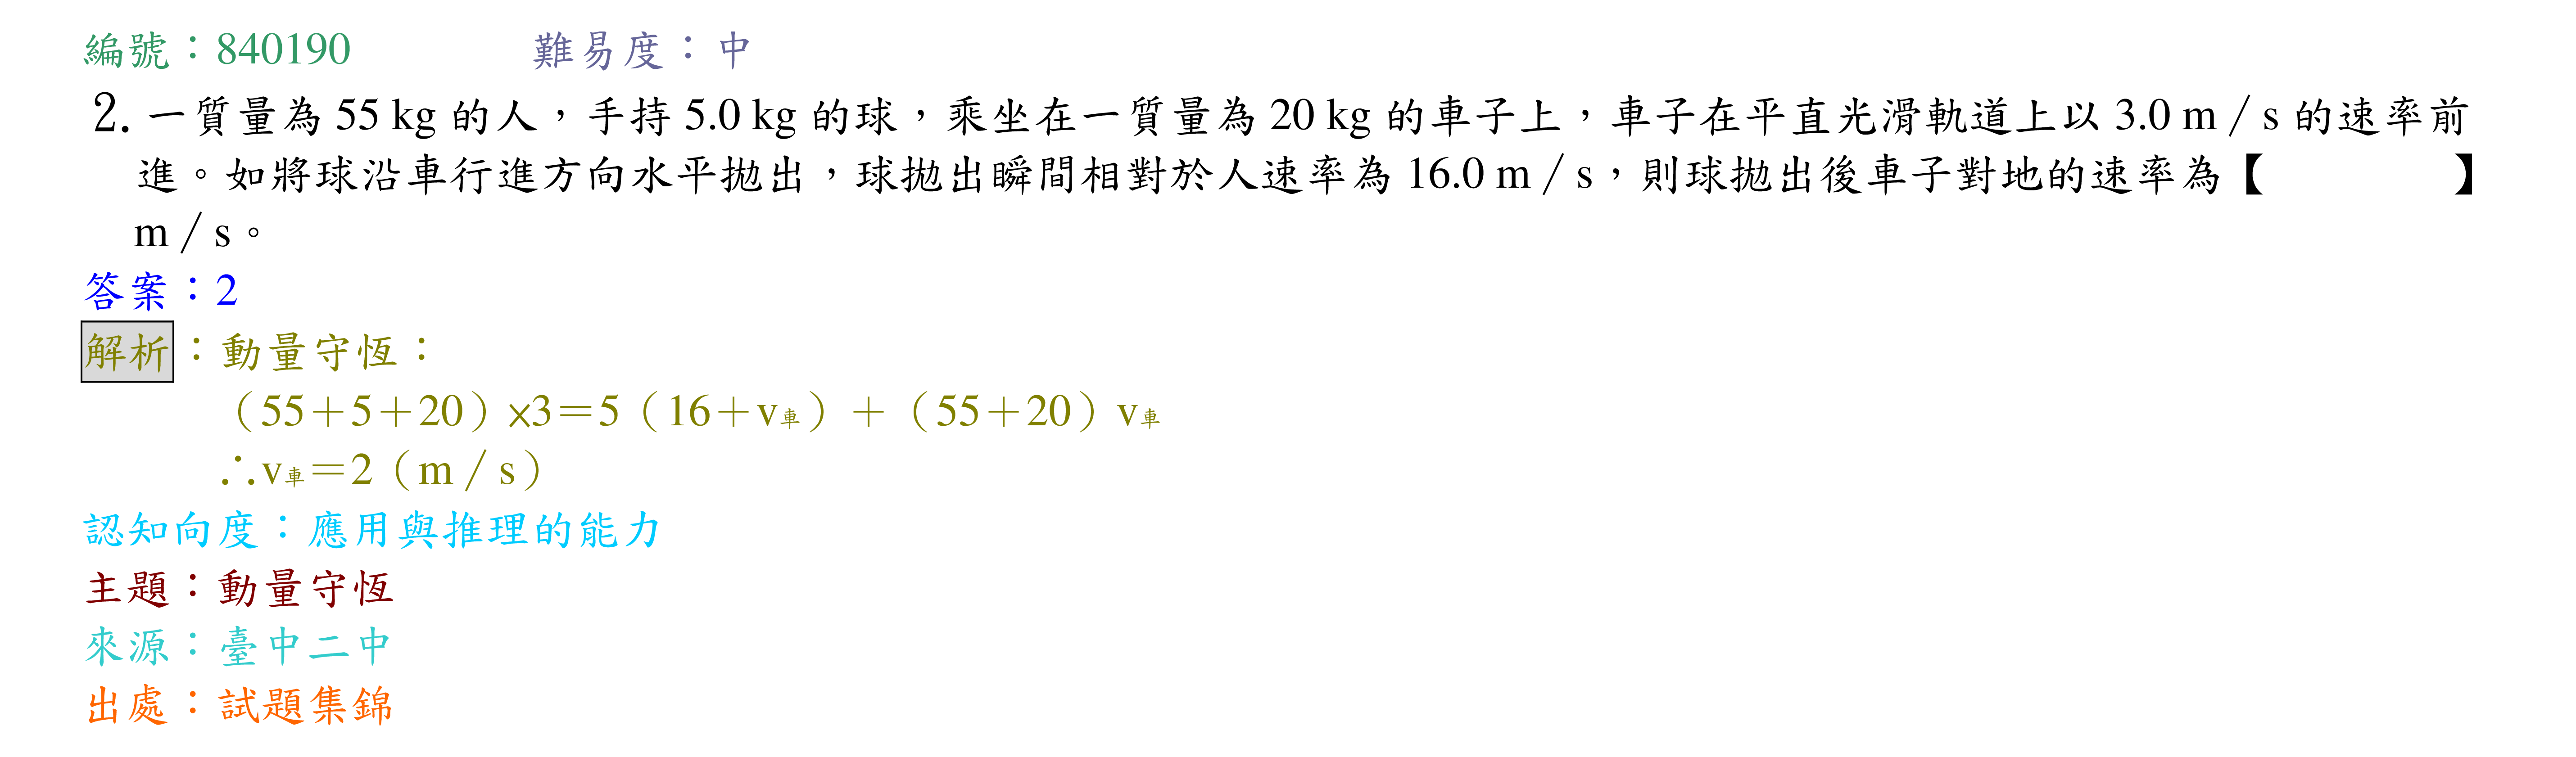 編號：840190　　　　難易度：中
2. 一質量為 55 kg 的人，手持 5.0 kg 的球，乘坐在一質量為 20 kg 的車子上，車子在平直光滑軌道上以 3.0 m／s 的速率前
進。如將球沿車行進方向水平拋出，球拋出瞬間相對於人速率為 16.0 m／s，則球拋出後車子對地的速率為【　　　　】
m／s。
答案：2
解析：動量守恆：
（55＋5＋20）×3＝5（16＋v車）＋（55＋20）v車
∴v車＝2（m／s）
認知向度：應用與推理的能力
主題：動量守恆
來源：臺中二中
出處：試題集錦